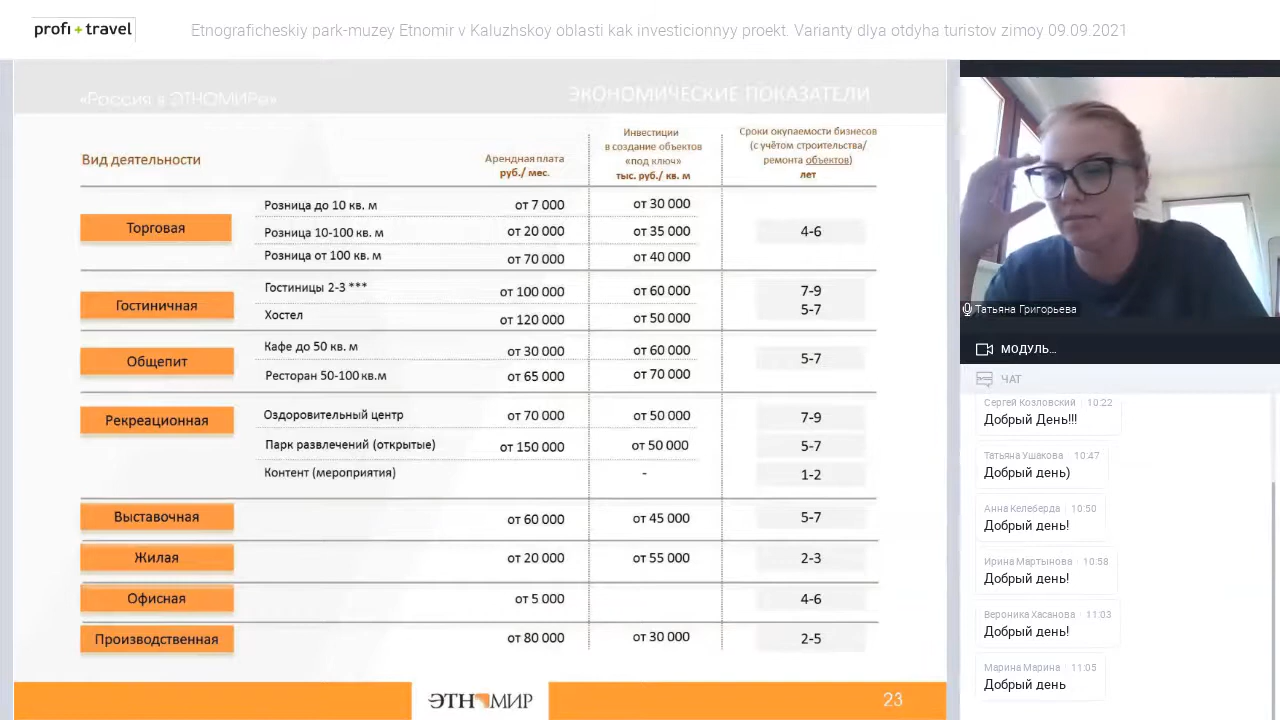 profi+travel
Etnograficheskiy park-muzey Etnomir v Kaluzhskoy oblasti kak investicionnyy proekt. Varianty dlya otdyha turistov zimoy 09.09.2021
«Россия в ЭТНОМИРе»
ЭКОНОМИЧЕСКИЕ ПОКАЗАТЕЛИ
Вид деятельности
Арендная плата
руб./ мес.
Инвестиции
в создание объектов
«под ключ»
тыс. руб./ кв. м
Сроки окупаемости бизнесов
(с учётом строительства/
ремонта объектов)
лет
Торговая
Розница до 10 кв. м от 7 000 от 30 000
Розница 10-100 кв. м от 20 000 от 35 000 4-6
Розница от 100 кв. м от 70 000 от 40 000
Гостиничная
Гостиницы 2-3 *** от 100 000 от 60 000 7-9
Хостел от 120 000 от 50 000 5-7
Общепит
Кафе до 50 кв. м от 30 000 от 60 000
5-7
Ресторан 50-100 кв.м от 65 000 от 70 000
Рекреационная
Оздоровительный центр от 70 000 от 50 000 7-9
Парк развлечений (открытые) от 150 000 от 50 000 5-7
Контент (мероприятия) - 1-2
Выставочная от 60 000 от 45 000 5-7
Жилая от 20 000 от 55 000 2-3
Офисная от 5 000 4-6
Производственная от 80 000 от 30 000 2-5
ЭТНОМИР
23
Татьяна Григорьева
МОДУЛЬ...
ЧАТ
Сергей Козловский 10:22
Добрый День!!!
Татьяна Ушакова 10:47
Добрый день)
Анна Келеберда 10:50
Добрый день!
Ирина Мартынова 10:58
Добрый день!
Вероника Хасанова 11:03
Добрый день!
Марина Марина 11:05
Добрый день